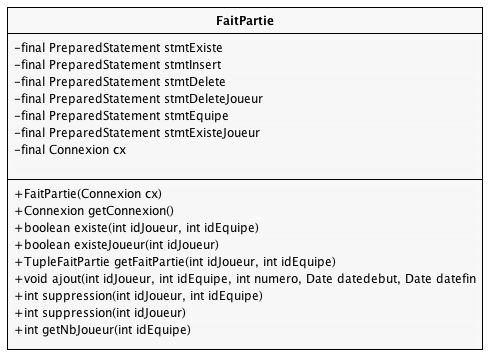 FaitPartie
-final PreparedStatement stmtExiste
-final PreparedStatement stmtInsert
-final PreparedStatement stmtDelete
-final PreparedStatement stmtDeleteJoueur
-final PreparedStatement stmtEquipe
-final PreparedStatement stmtExisteJoueur
-final Connexion cx
+FaitPartie(Connexion cx)
+Connexion getConnexion()
+boolean existe(int idJoueur, int idEquipe)
+boolean existeJoueur(int idJoueur)
+TupleFaitPartie getFaitPartie(int idJoueur, int idEquipe)
+void ajout(int idJoueur, int idEquipe, int numero, Date datedebut, Date datefin
+int suppression(int idJoueur, int idEquipe)
+int suppression(int idJoueur)
+int getNbJoueur(int idEquipe)